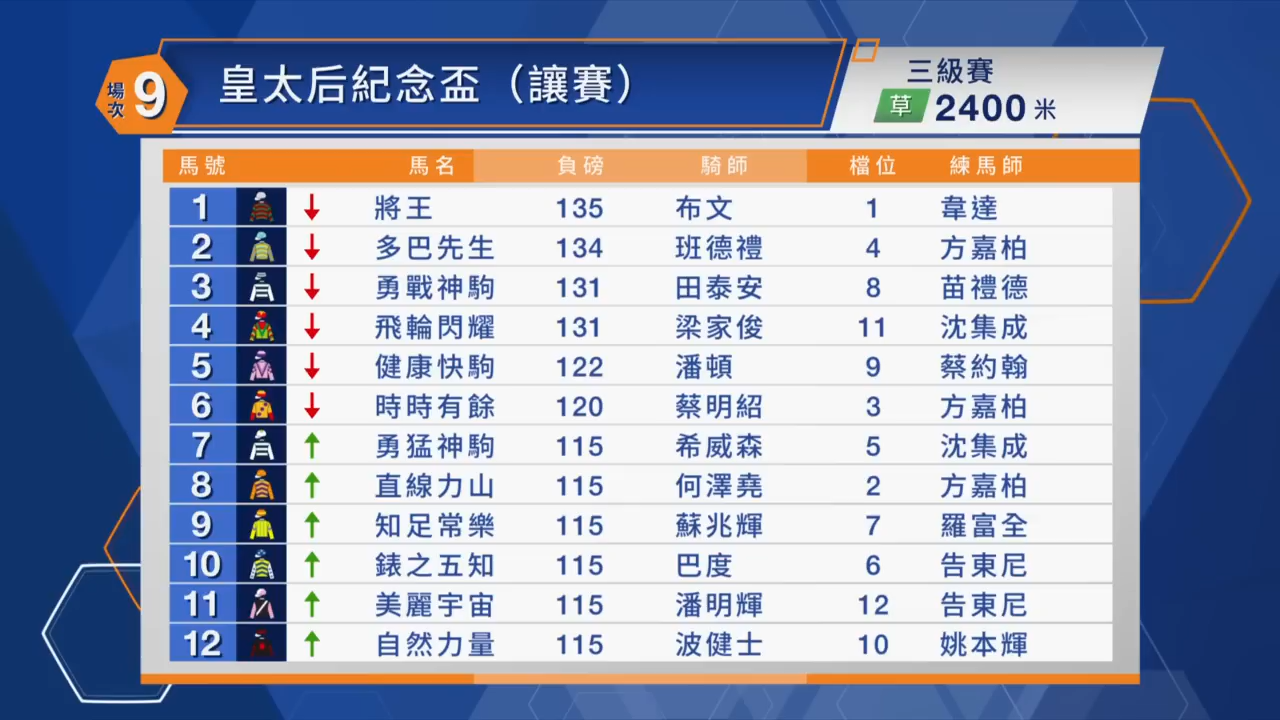 場次 9 皇太后紀念盃（讓賽） 三級賽
草 2400 米
馬號 馬名 負磅 騎師 檔位 練馬師
1 將王 135 布文 1 韋達
2 多巴先生 134 班德禮 4 方嘉柏
3 勇戰神駒 131 田泰安 8 苗禮德
4 飛輪閃耀 131 梁家俊 11 沈集成
5 健康快駒 122 潘頓 9 蔡約翰
6 時時有餘 120 蔡明紹 3 方嘉柏
7 勇猛神駒 115 希威森 5 沈集成
8 直線力山 115 何澤堯 2 方嘉柏
9 知足常樂 115 蘇兆輝 7 羅富全
10 錶之五知 115 巴度 6 告東尼
11 美麗宇宙 115 潘明輝 12 告東尼
12 自然力量 115 波健士 10 姚本輝